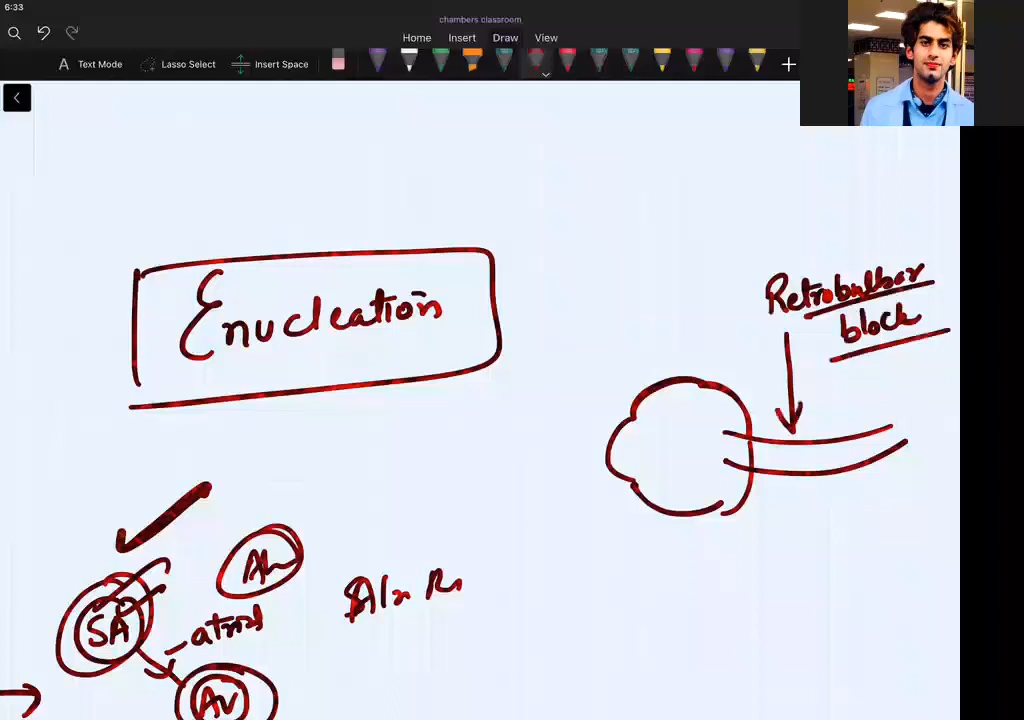 6:33
chambers classroom
Home Insert Draw View
Text Mode Lasso Select Insert Space
Enucleation
Retrobulbar
block
SA
atrial
AV